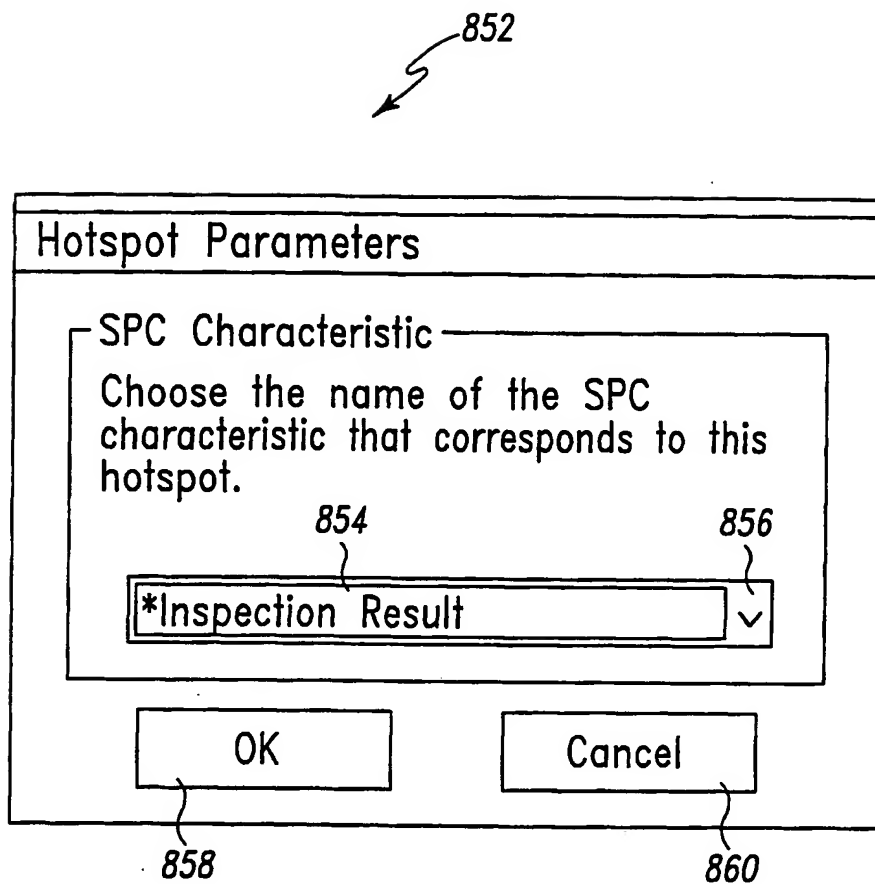 852
Hotspot Parameters
SPC Characteristic
Choose the name of the SPC
characteristic that corresponds to this
hotspot.
854 856
*Inspection Result
OK Cancel
858 860